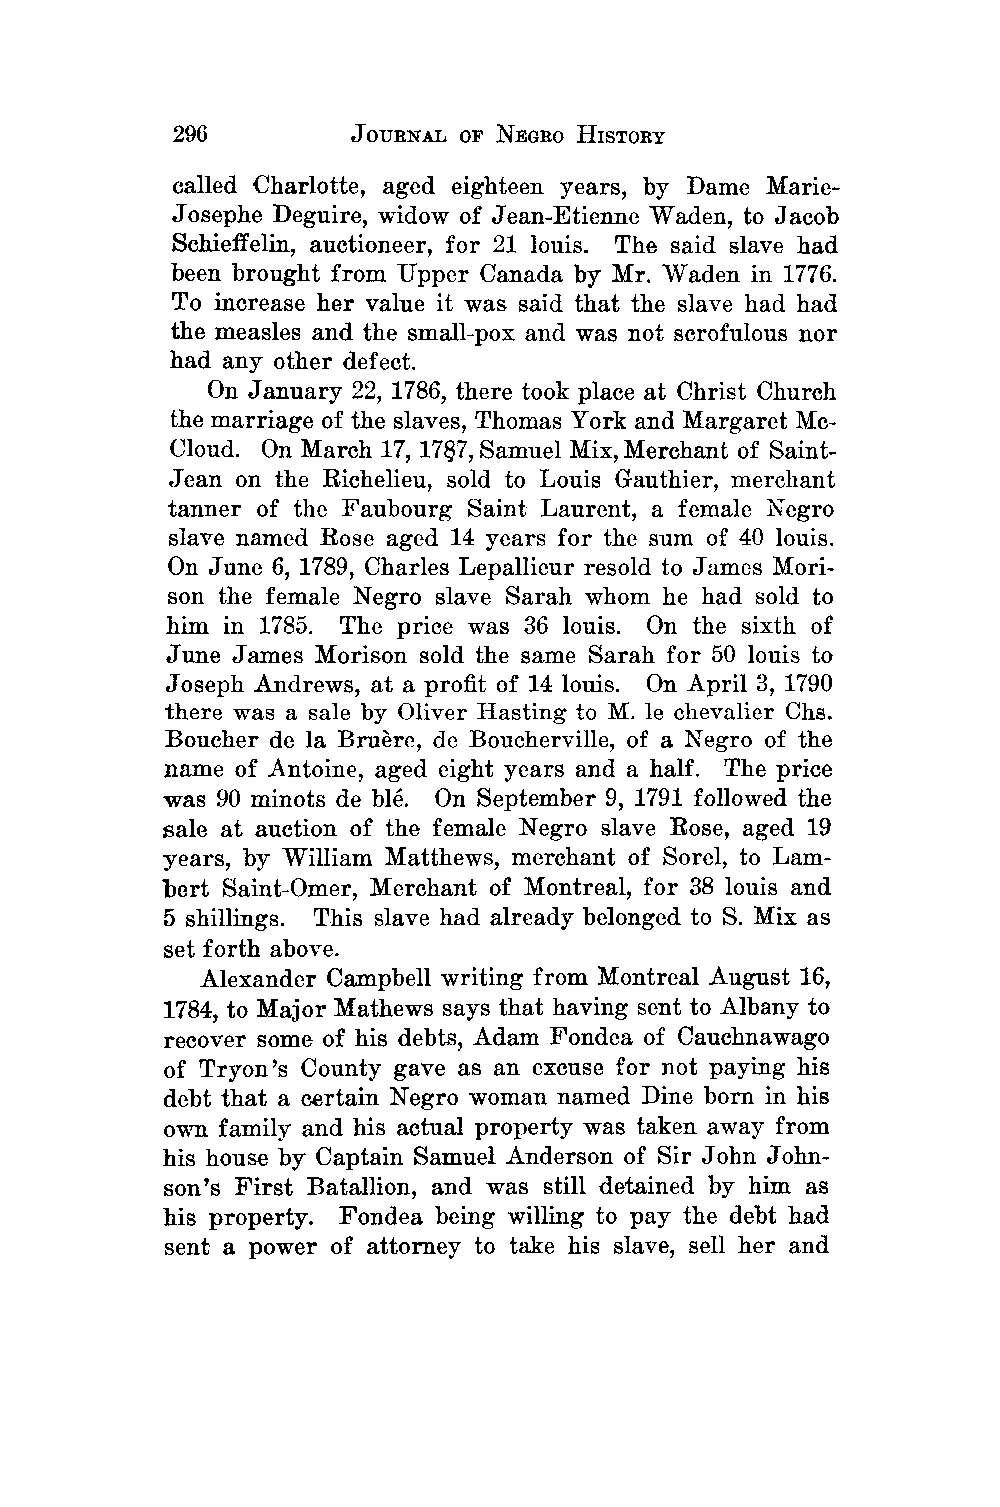 296 JOURNAL OF NEGRO HISTORY
called Charlotte, aged eighteen years, by Dame Marie-
Josephe Deguire, widow of Jean-Etienne Waden, to Jacob
Schieffelin, auctioneer, for 21 louis. The said slave had
been brought from Upper Canada by Mr. Waden in 1776.
To increase her value it was said that the slave had had
the measles and the small-pox and was not scrofulous nor
had any other defect.
On January 22, 1786, there took place at Christ Church
the marriage of the slaves, Thomas York and Margaret Mc-
Cloud. On March 17, 1787, Samuel Mix, Merchant of Saint-
Jean on the Richelieu, sold to Louis Gauthier, merchant
tanner of the Faubourg Saint Laurent, a female Negro
slave named Rose aged 14 years for the sum of 40 louis.
On June 6, 1789, Charles Lepallieur resold to James Mori-
son the female Negro slave Sarah whom he had sold to
him in 1785. The price was 36 louis. On the sixth of
June James Morison sold the same Sarah for 50 louis to
Joseph Andrews, at a profit of 14 louis. On April 3, 1790
there was a sale by Oliver Hasting to M. le chevalier Chs.
Boucher de la Bruère, de Boucherville, of a Negro of the
name of Antoine, aged eight years and a half. The price
was 90 minots de blé. On September 9, 1791 followed the
sale at auction of the female Negro slave Rose, aged 19
years, by William Matthews, merchant of Sorel, to Lam-
bert Saint-Omer, Merchant of Montreal, for 38 louis and
5 shillings. This slave had already belonged to S. Mix as
set forth above.
Alexander Campbell writing from Montreal August 16,
1784, to Major Mathews says that having sent to Albany to
recover some of his debts, Adam Fondea of Cauchnawago
of Tryon's County gave as an excuse for not paying his
debt that a certain Negro woman named Dine born in his
own family and his actual property was taken away from
his house by Captain Samuel Anderson of Sir John John-
son's First Batallion, and was still detained by him as
his property. Fondea being willing to pay the debt had
sent a power of attorney to take his slave, sell her and